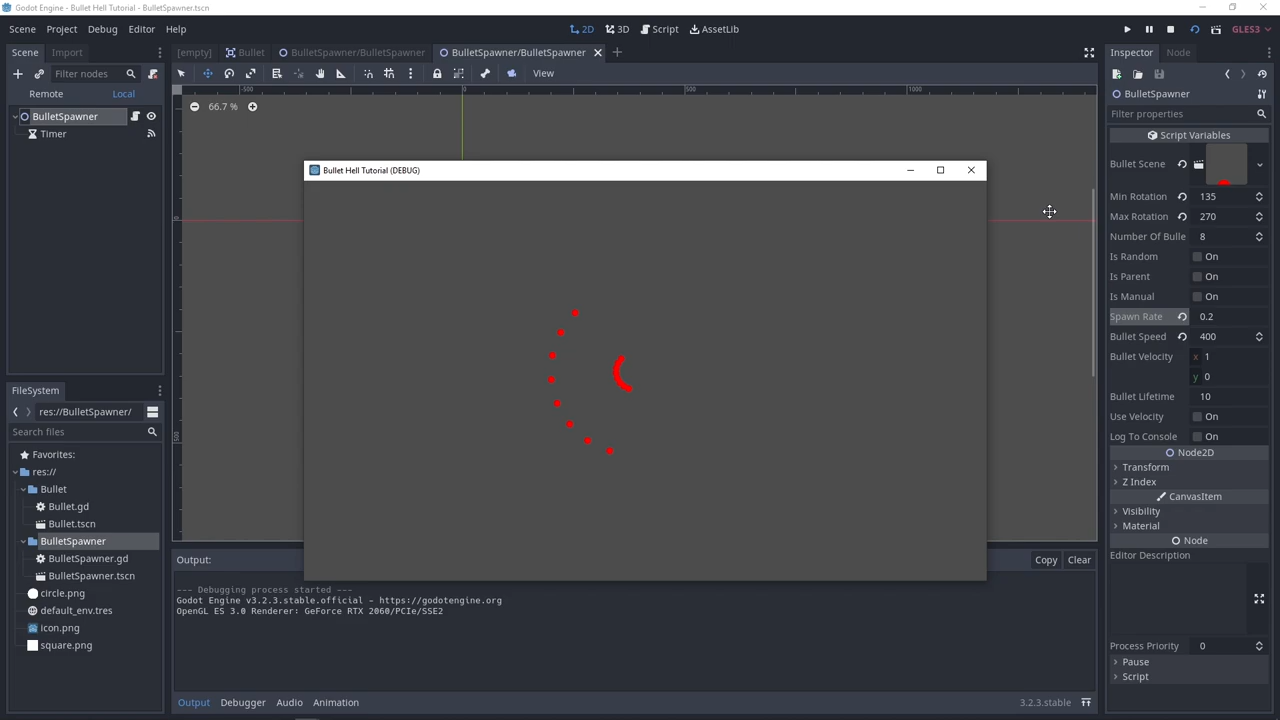 Godot Engine - Bullet Hell Tutorial - BulletSpawner.tscn
Scene Project Debug Editor Help
2D 3D Script AssetLib
GLES3
Scene Import
[empty] Bullet BulletSpawner/BulletSpawner BulletSpawner/BulletSpawner
Inspector Node
Filter nodes
View
Remote Local
BulletSpawner
Timer
-500 0 500 1000
66.7 %
0
500
Bullet Hell Tutorial (DEBUG)
FileSystem
res://BulletSpawner/
Search files
Favorites:
res://
Bullet
Bullet.gd
Bullet.tscn
BulletSpawner
BulletSpawner.gd
BulletSpawner.tscn
circle.png
default_env.tres
icon.png
square.png
Output:
Copy Clear
--- Debugging process started ---
Godot Engine v3.2.3.stable.official - https://godotengine.org
OpenGL ES 3.0 Renderer: GeForce RTX 2060/PCIe/SSE2
Output Debugger Audio Animation
3.2.3.stable
BulletSpawner
Filter properties
Script Variables
Bullet Scene
Min Rotation 135
Max Rotation 270
Number Of Bulle 8
Is Random On
Is Parent On
Is Manual On
Spawn Rate 0.2
Bullet Speed 400
Bullet Velocity x 1
y 0
Bullet Lifetime 10
Use Velocity On
Log To Console On
Node2D
Transform
Z Index
CanvasItem
Visibility
Material
Node
Editor Description
Process Priority 0
Pause
Script